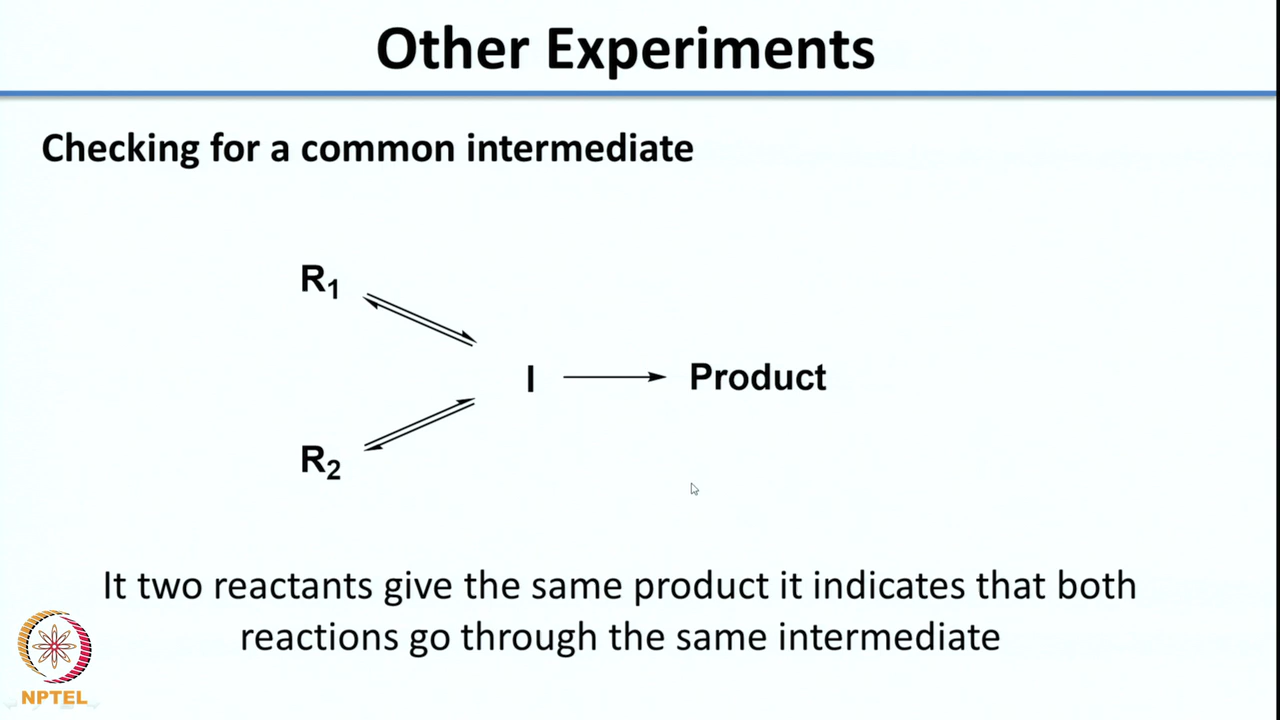 Other Experiments
Checking for a common intermediate
R₁
I
Product
R₂
It two reactants give the same product it indicates that both
reactions go through the same intermediate
NPTEL